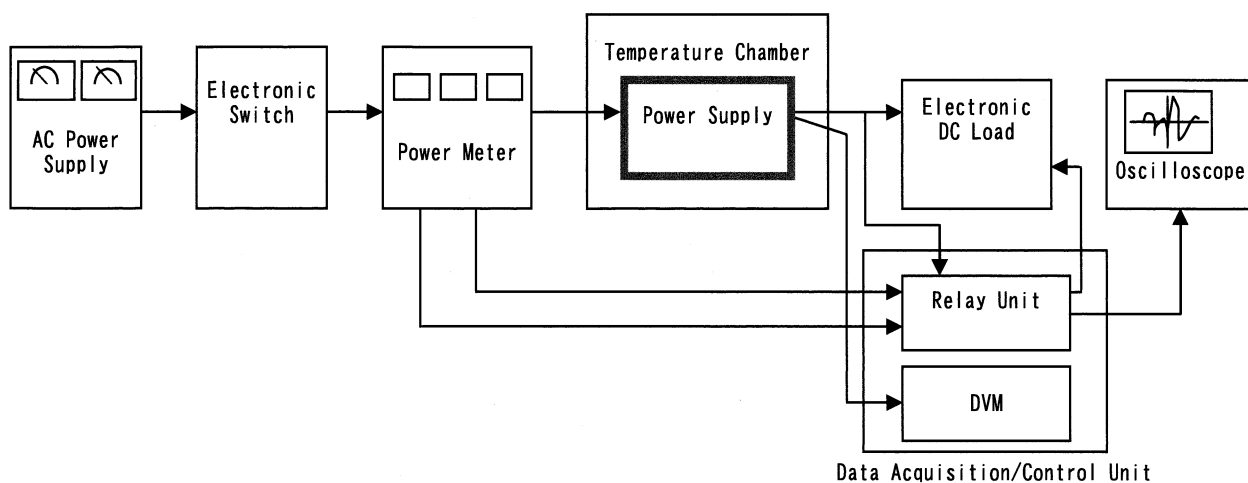 AC Power
Supply
Electronic
Switch
Power Meter
Temperature Chamber
Power Supply
Electronic
DC Load
Oscilloscope
Relay Unit
DVM
Data Acquisition/Control Unit